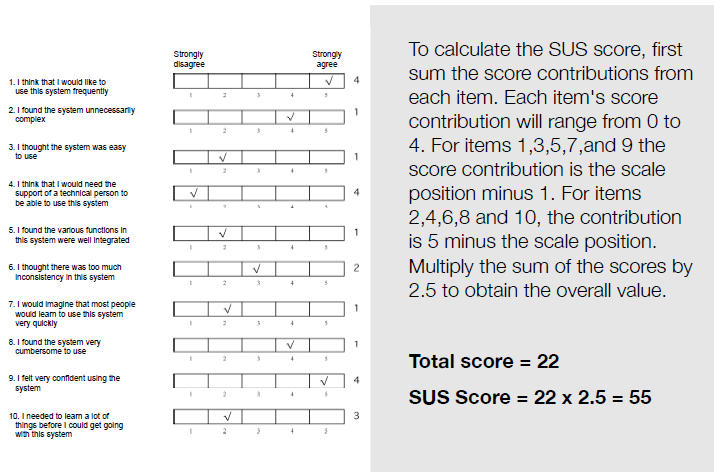 Strongly disagree
Strongly agree
1. I think that I would like to
use this system frequently
4
1 2 3 4 5
2. I found the system unnecessarily
complex
1
1 2 3 4 5
3. I thought the system was easy
to use
1
1 2 3 4 5
4. I think that I would need the
support of a technical person to
be able to use this system
4
5. I found the various functions in
this system were well integrated
1
1 2 3 4 5
6. I thought there was too much
inconsistency in this system
2
1 2 3 4 5
7. I would imagine that most people
would learn to use this system
very quickly
1
1 2 3 4 5
8. I found the system very
cumbersome to use
1
1 2 3 4 5
9. I felt very confident using the
system
4
1 2 3 4 5
10. I needed to learn a lot of
things before I could get going
with this system
3
1 2 3 4 5
To calculate the SUS score, first
sum the score contributions from
each item. Each item's score
contribution will range from 0 to
4. For items 1,3,5,7,and 9 the
score contribution is the scale
position minus 1. For items
2,4,6,8 and 10, the contribution
is 5 minus the scale position.
Multiply the sum of the scores by
2.5 to obtain the overall value.
Total score = 22
SUS Score = 22 x 2.5 = 55